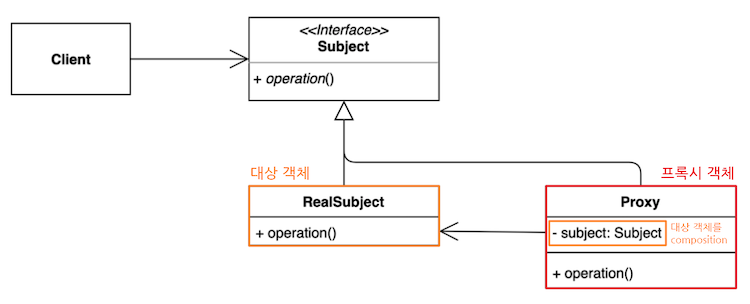 Client
<<Interface>>
Subject
+ operation()
대상 객체
RealSubject
+ operation()
프록시 객체
Proxy
- subject: Subject
대상 객체를
composition
+ operation()